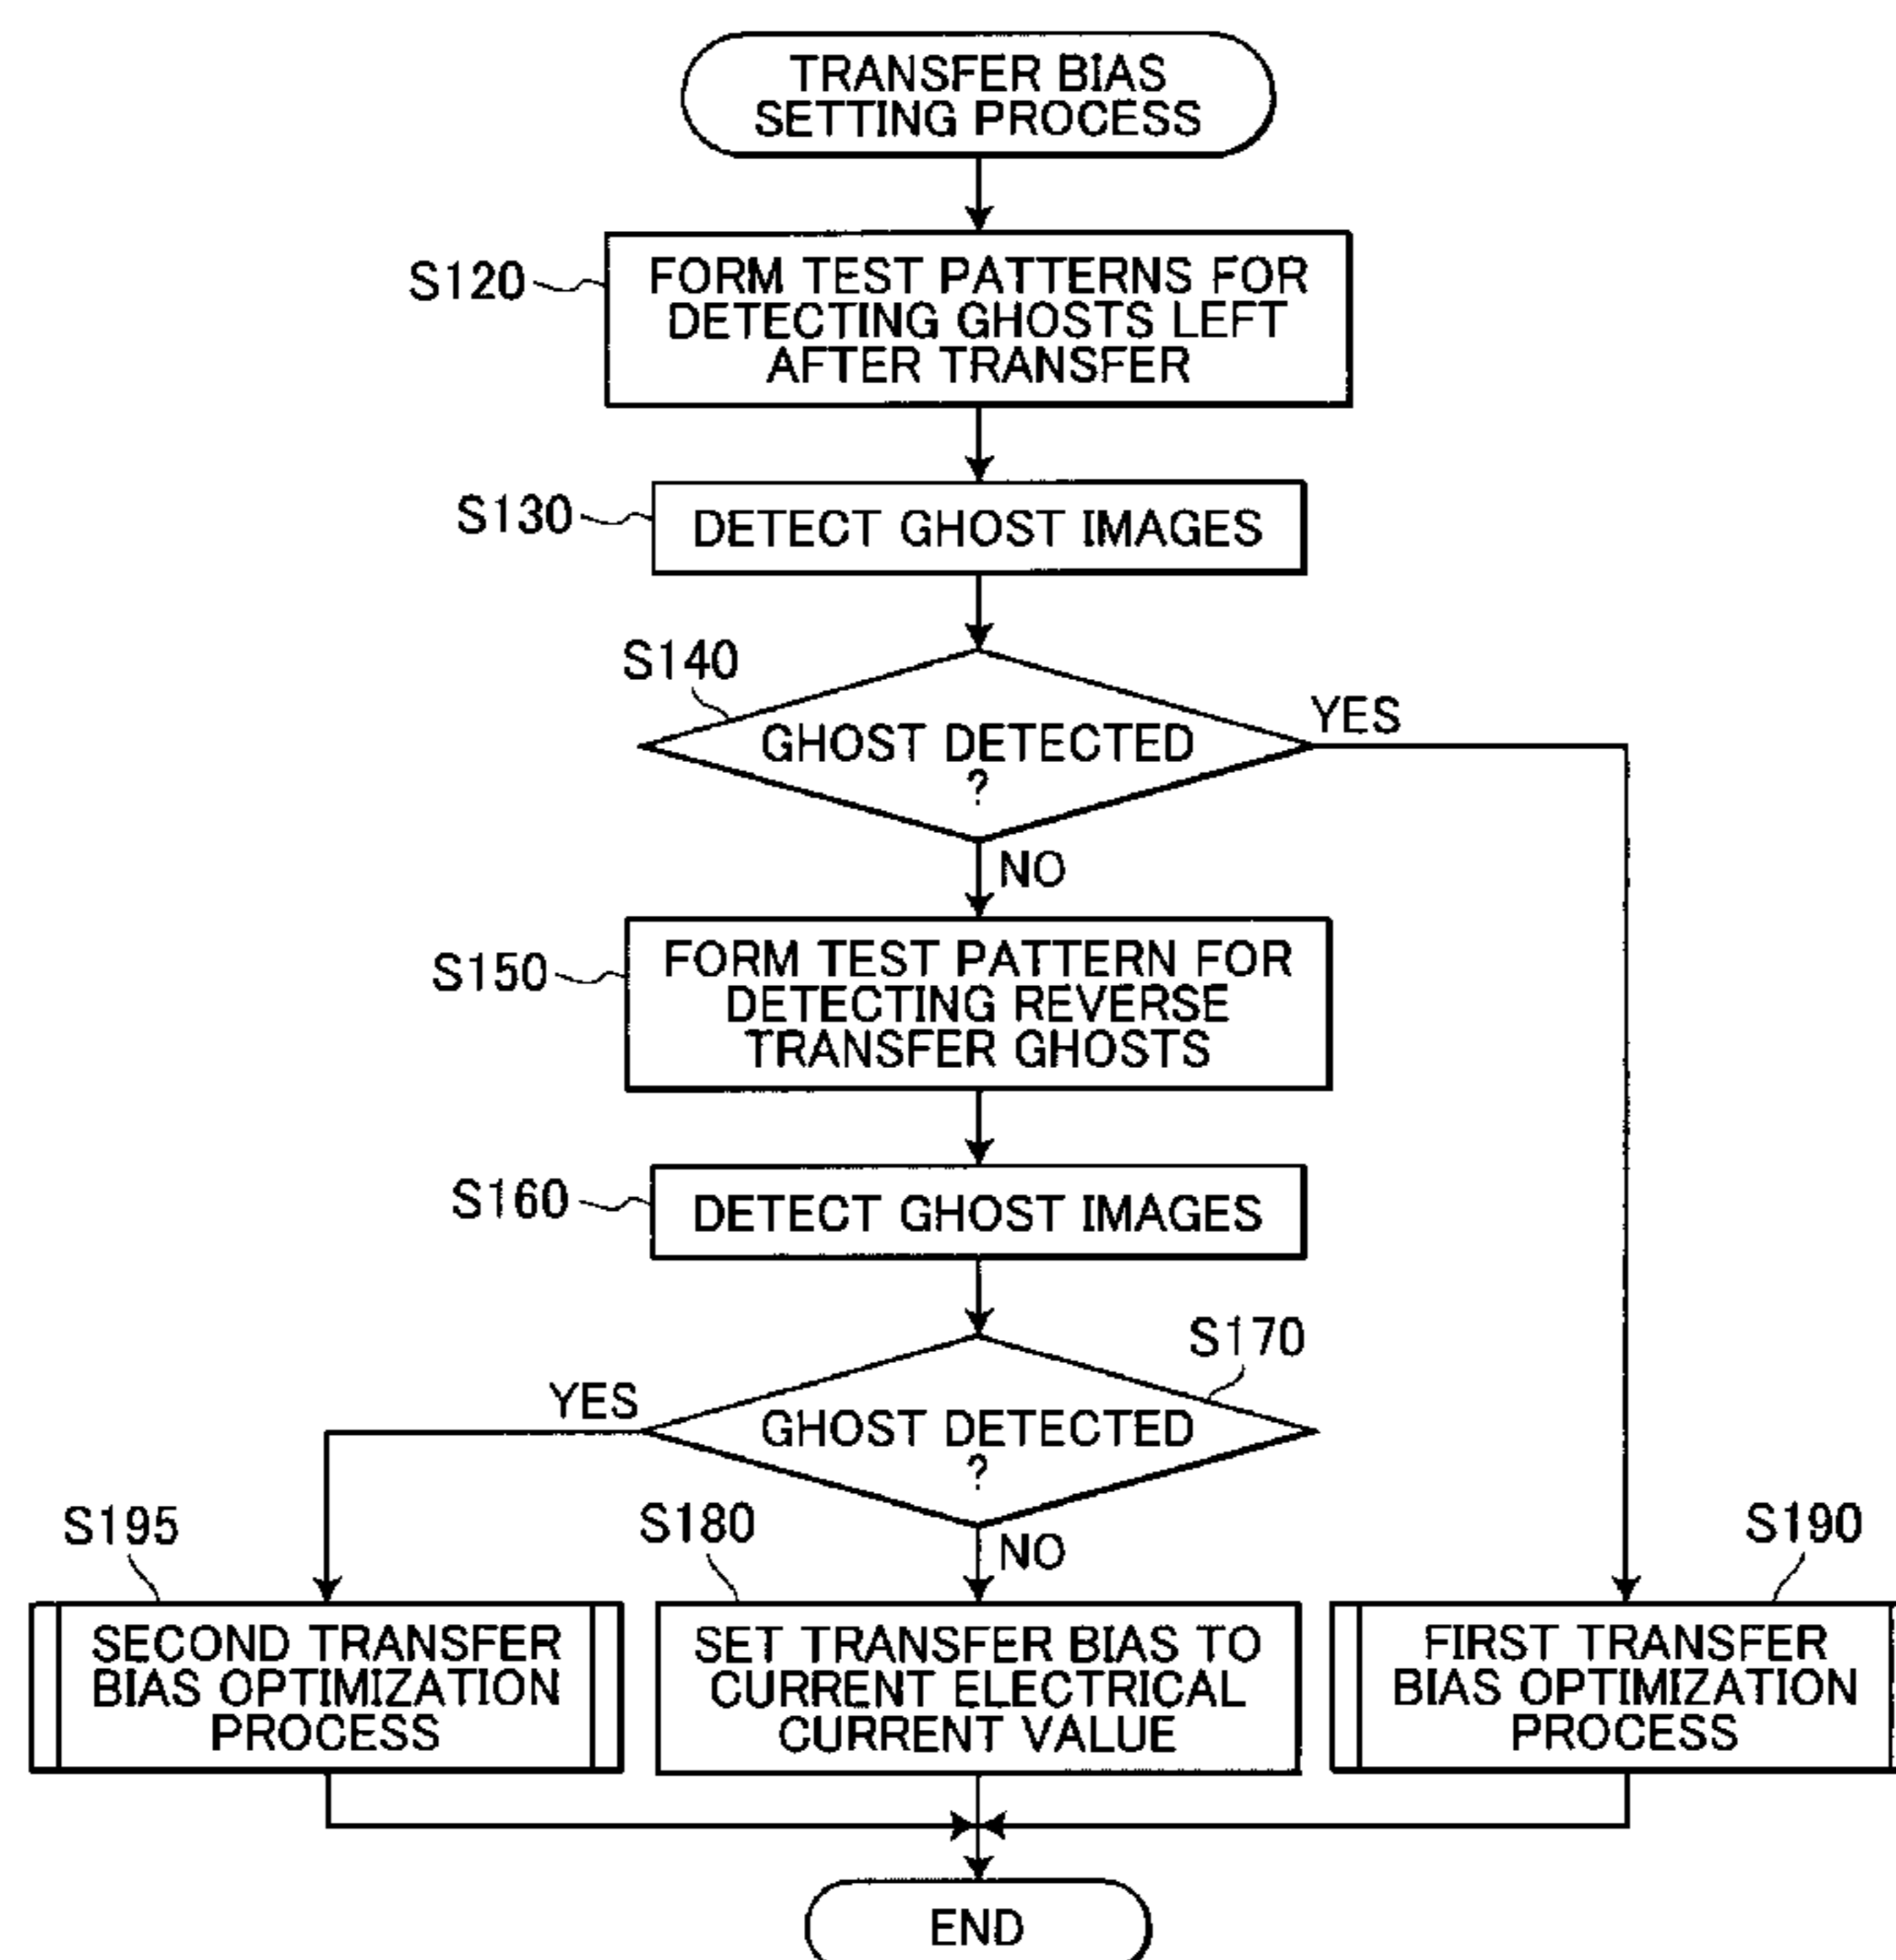 TRANSFER BIAS
SETTING PROCESS
S120
FORM TEST PATTERNS FOR
DETECTING GHOSTS LEFT
AFTER TRANSFER
S130
DETECT GHOST IMAGES
S140
GHOST DETECTED
?
YES
NO
S150
FORM TEST PATTERN FOR
DETECTING REVERSE
TRANSFER GHOSTS
S160
DETECT GHOST IMAGES
S170
GHOST DETECTED
?
YES
NO
S195
SECOND TRANSFER
BIAS OPTIMIZATION
PROCESS
S180
SET TRANSFER BIAS TO
CURRENT ELECTRICAL
CURRENT VALUE
S190
FIRST TRANSFER
BIAS OPTIMIZATION
PROCESS
END